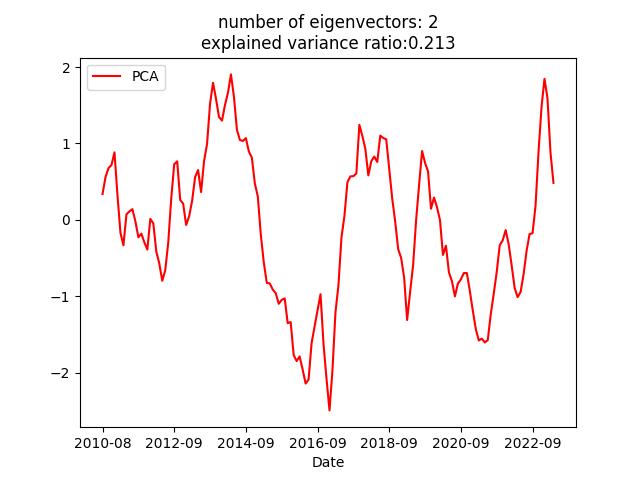 number of eigenvectors: 2
explained variance ratio:0.213
PCA
2
1
0
−1
−2
2010-08 2012-09 2014-09 2016-09 2018-09 2020-09 2022-09
Date